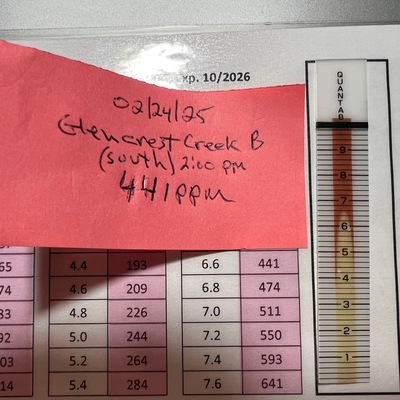 xp. 10/2026
02/24/25
Glencrest Creek B
(South) 2:00 pm
441ppm
QUANTAB
9
8
7
6
5
4
3
2
1
65 4.4 193 6.6 441
74 4.6 209 6.8 474
83 4.8 226 7.0 511
92 5.0 244 7.2 550
03 5.2 264 7.4 593
14 5.4 284 7.6 641